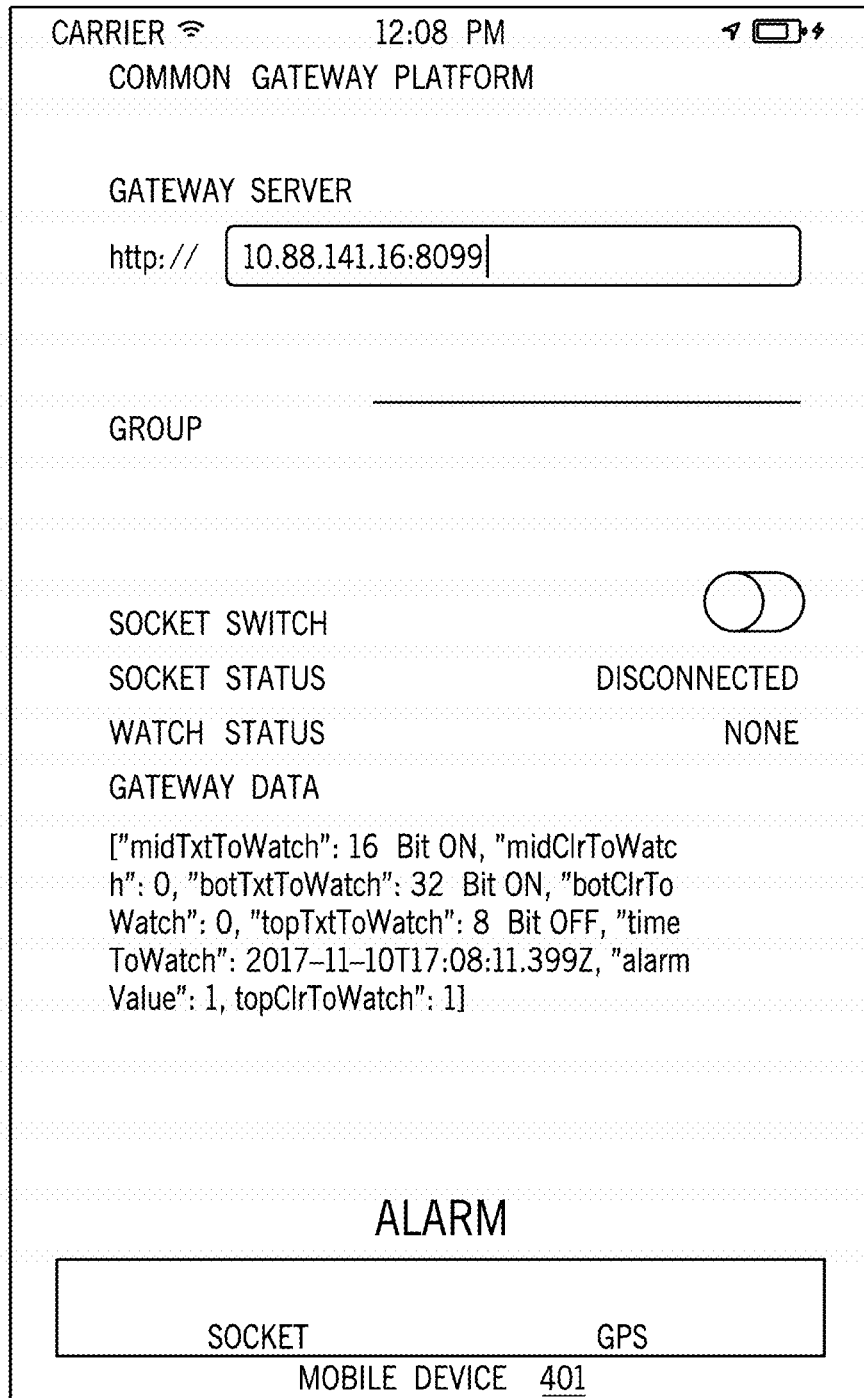 CARRIER 12:08 PM
COMMON GATEWAY PLATFORM
GATEWAY SERVER
http:// 10.88.141.16:8099
GROUP
SOCKET SWITCH
SOCKET STATUS DISCONNECTED
WATCH STATUS NONE
GATEWAY DATA
["midTxtToWatch": 16 Bit ON, "midClrToWatc
h": 0, "botTxtToWatch": 32 Bit ON, "botClrTo
Watch": 0, "topTxtToWatch": 8 Bit OFF, "time
ToWatch": 2017–11–10T17:08:11.399Z, "alarm
Value": 1, topClrToWatch": 1]
ALARM
SOCKET GPS
MOBILE DEVICE 401